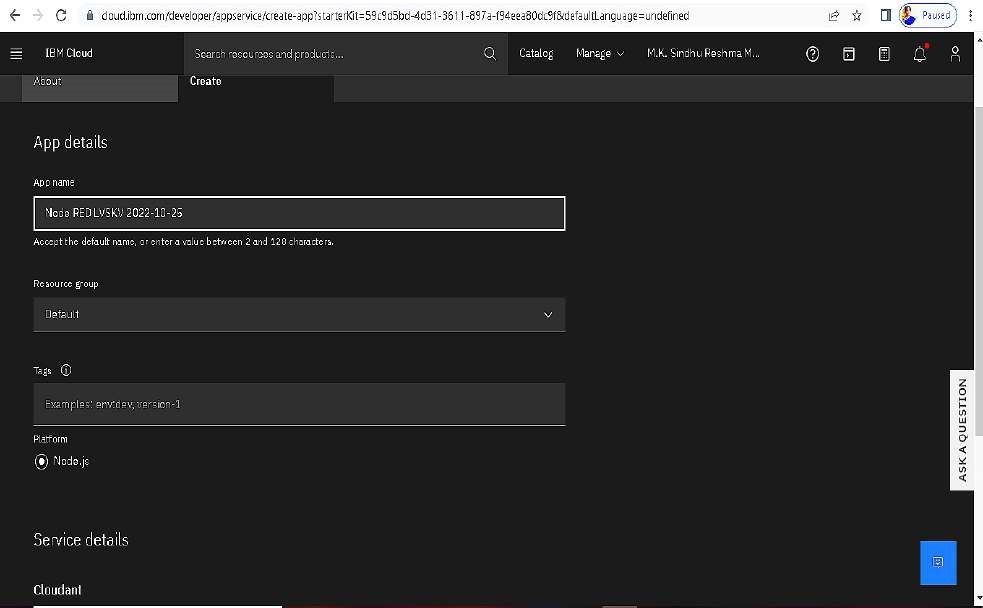 cloud.ibm.com/developer/appservice/create-app?starterKit=59c9d5bd-4d31-3611-897a-f94eea80dc9f&defaultLanguage=undefined
Paused
IBM Cloud
Search resources and products...
Catalog
Manage
M.K. Sindhu Reshma M...
About
Create
App details
App name
Node RED LVSKV 2022-10-25
Accept the default name, or enter a value between 2 and 128 characters.
Resource group
Default
Tags
Examples: env:dev, version-1
Platform
Node.js
ASK A QUESTION
Service details
Cloudant